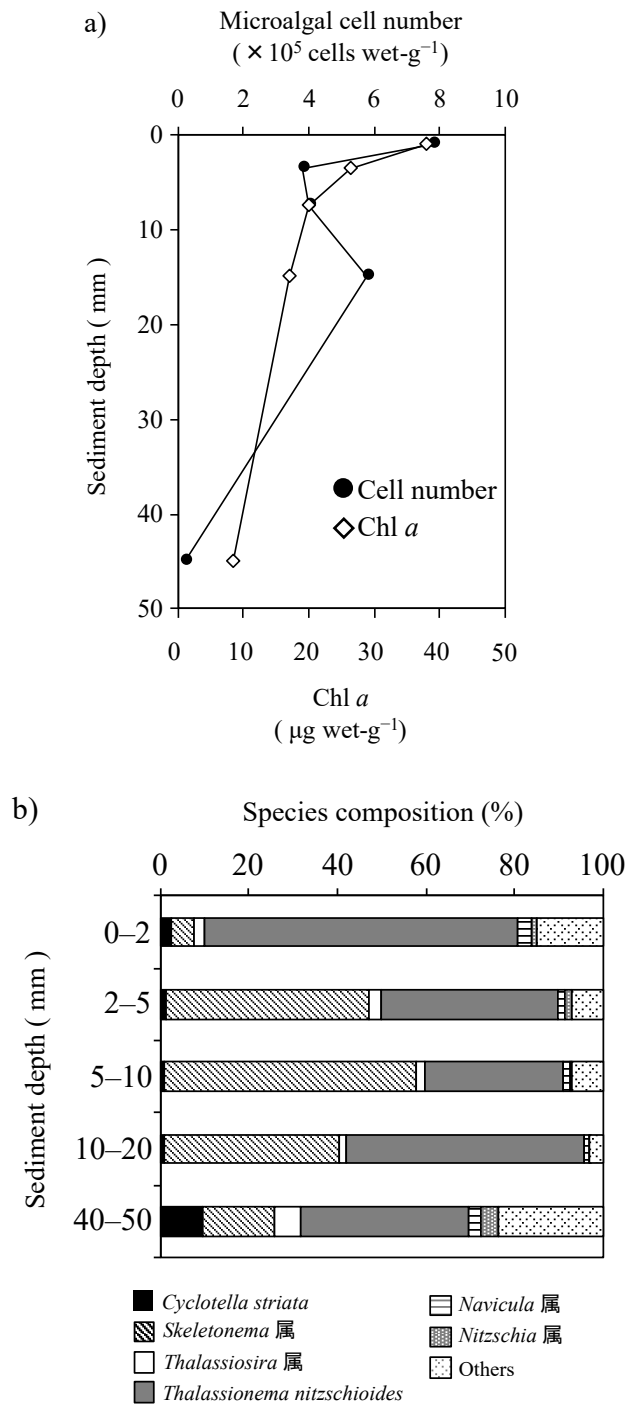 a)
Microalgal cell number
( × 10⁵ cells wet-g⁻¹)
0 2 4 6 8 10
0
10
20
30
40
50
Sediment depth ( mm )
Cell number
Chl a
0 10 20 30 40 50
Chl a
( μg wet-g⁻¹)
b)
Species composition (%)
0 20 40 60 80 100
0–2
2–5
5–10
10–20
40–50
Sediment depth ( mm )
Cyclotella striata
Skeletonema 属
Thalassiosira 属
Thalassionema nitzschioides
Navicula 属
Nitzschia 属
Others